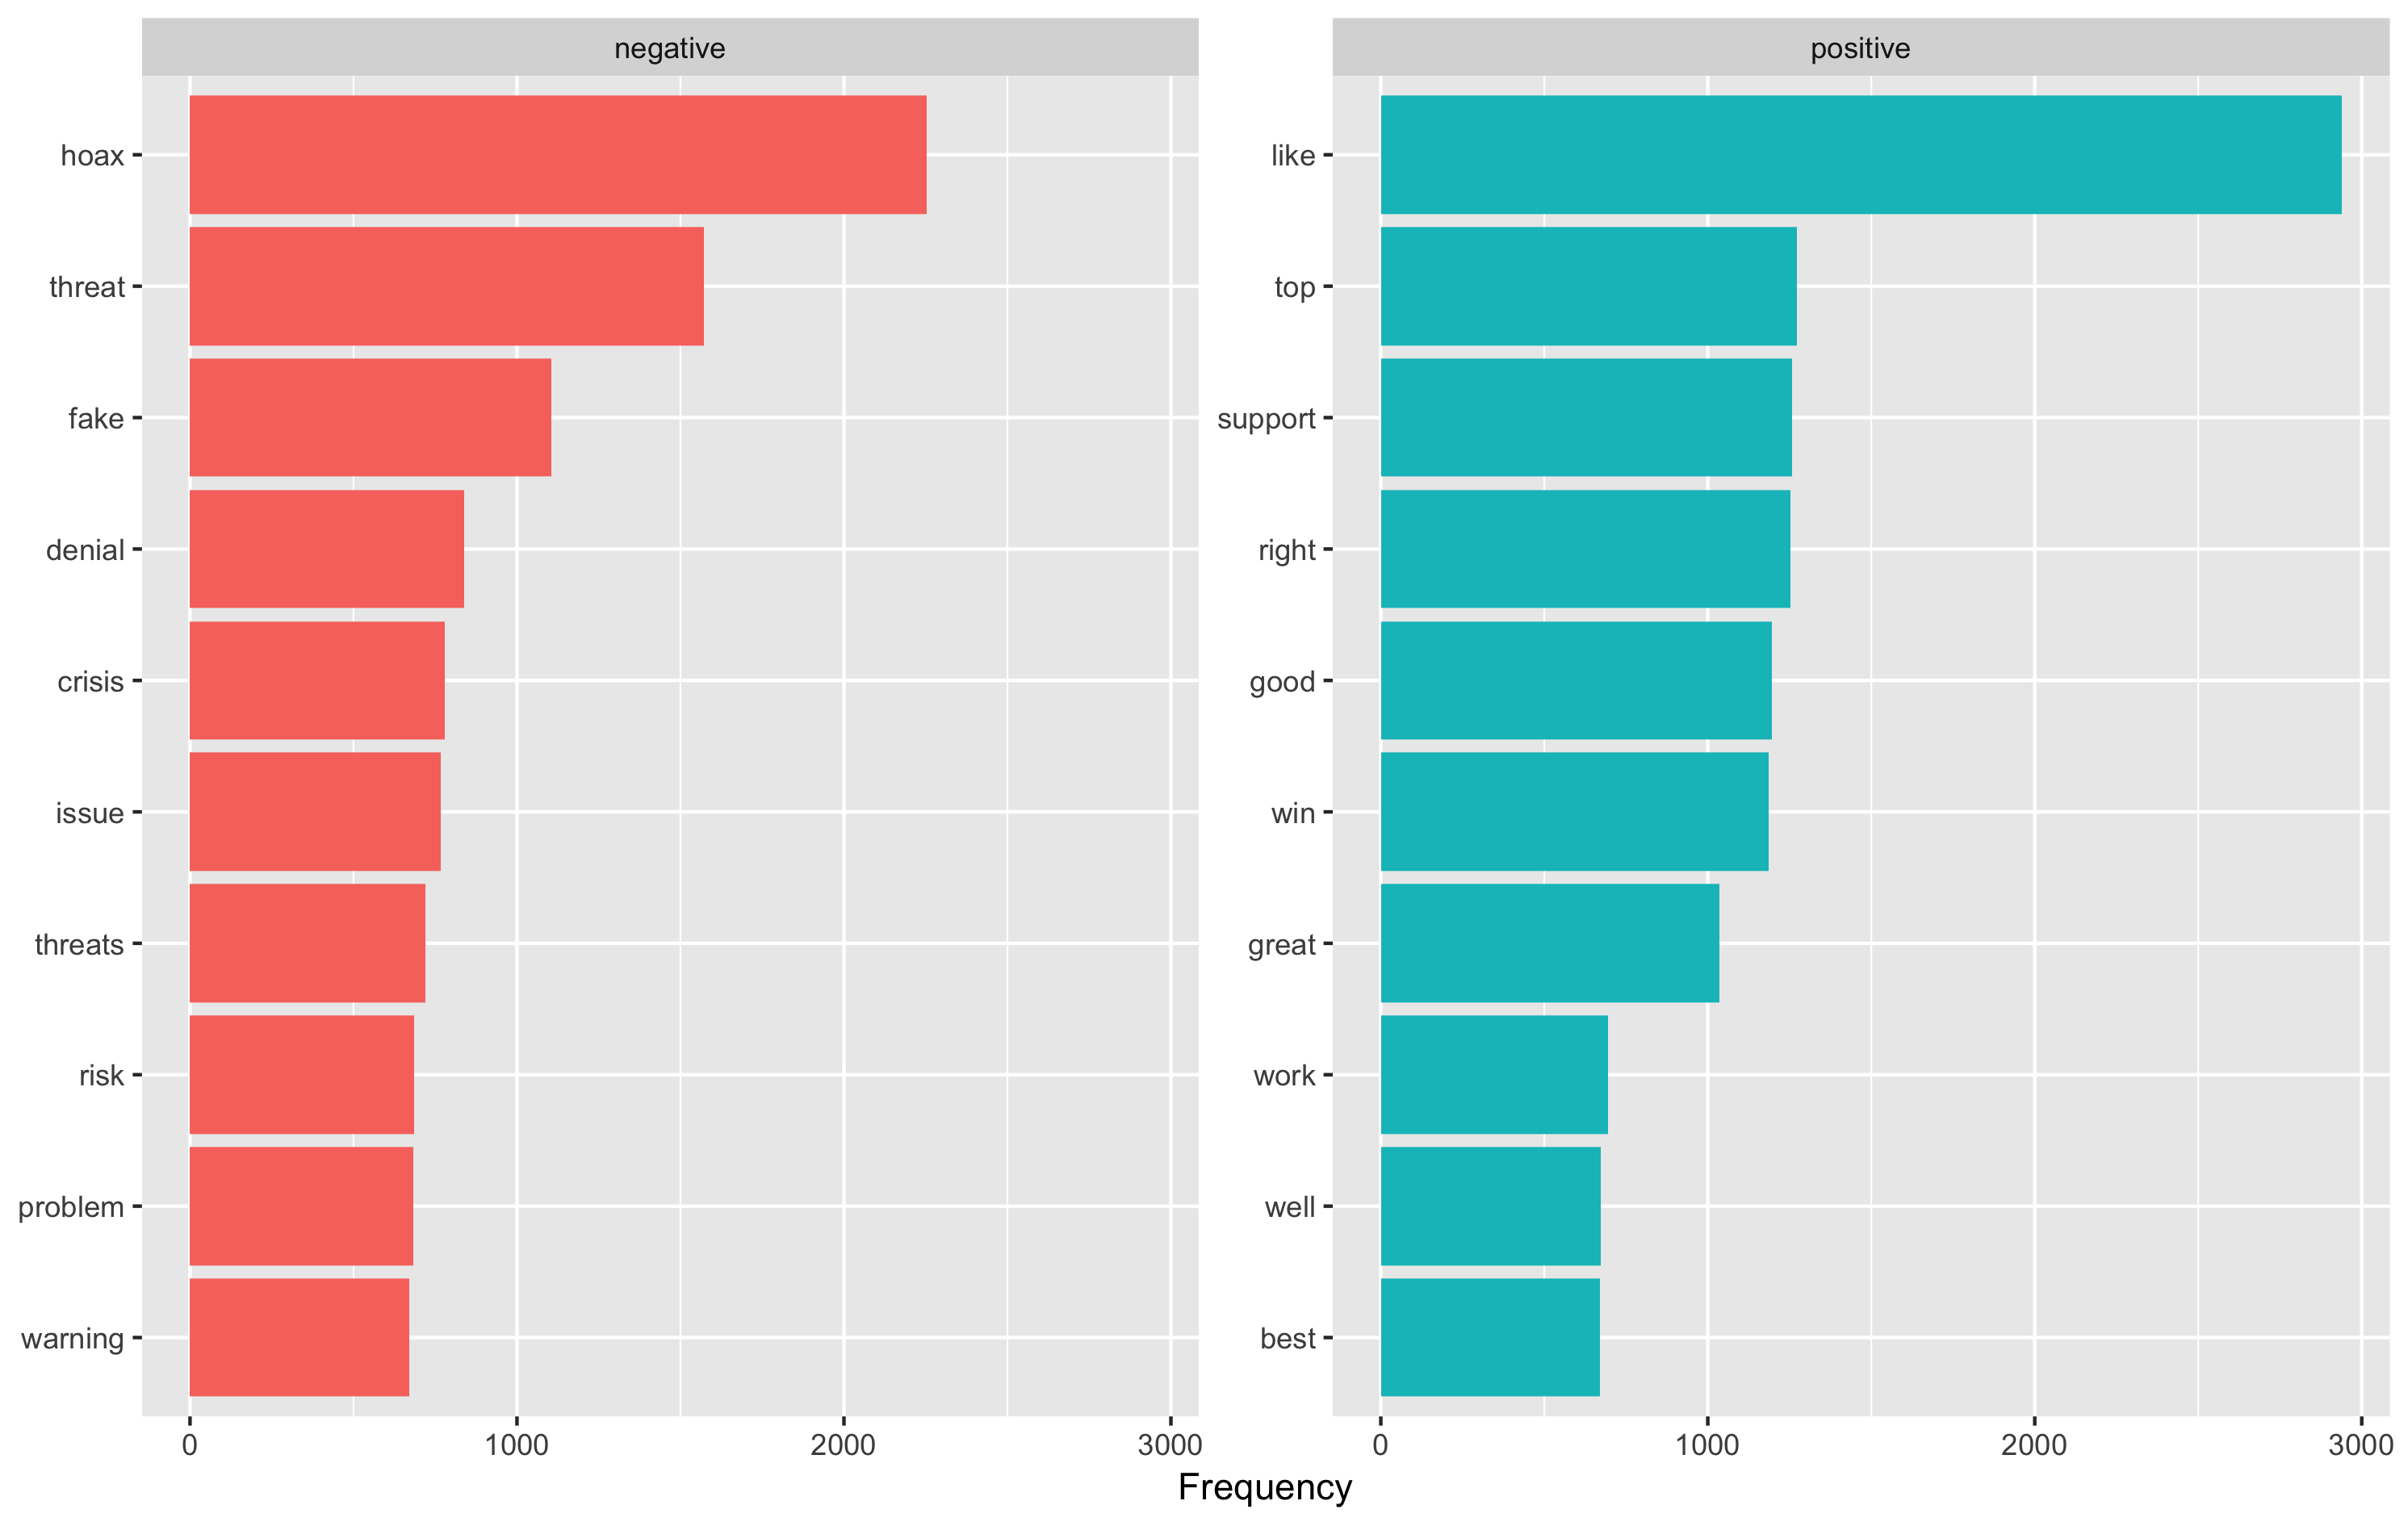 negative
hoax
threat
fake
denial
crisis
issue
threats
risk
problem
warning
0 1000 2000 3000
positive
like
top
support
right
good
win
great
work
well
best
0 1000 2000 3000
Frequency